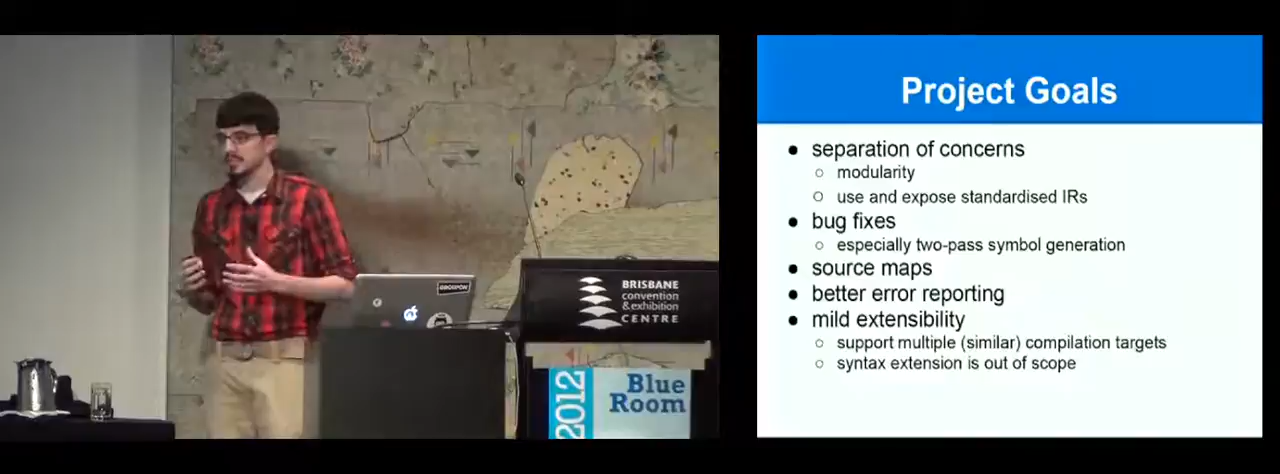 GROUPON
BRISBANE
convention
& exhibition
CENTRE
2012
Blue
Room
Project Goals
● separation of concerns
○ modularity
○ use and expose standardised IRs
● bug fixes
○ especially two-pass symbol generation
● source maps
● better error reporting
● mild extensibility
○ support multiple (similar) compilation targets
○ syntax extension is out of scope